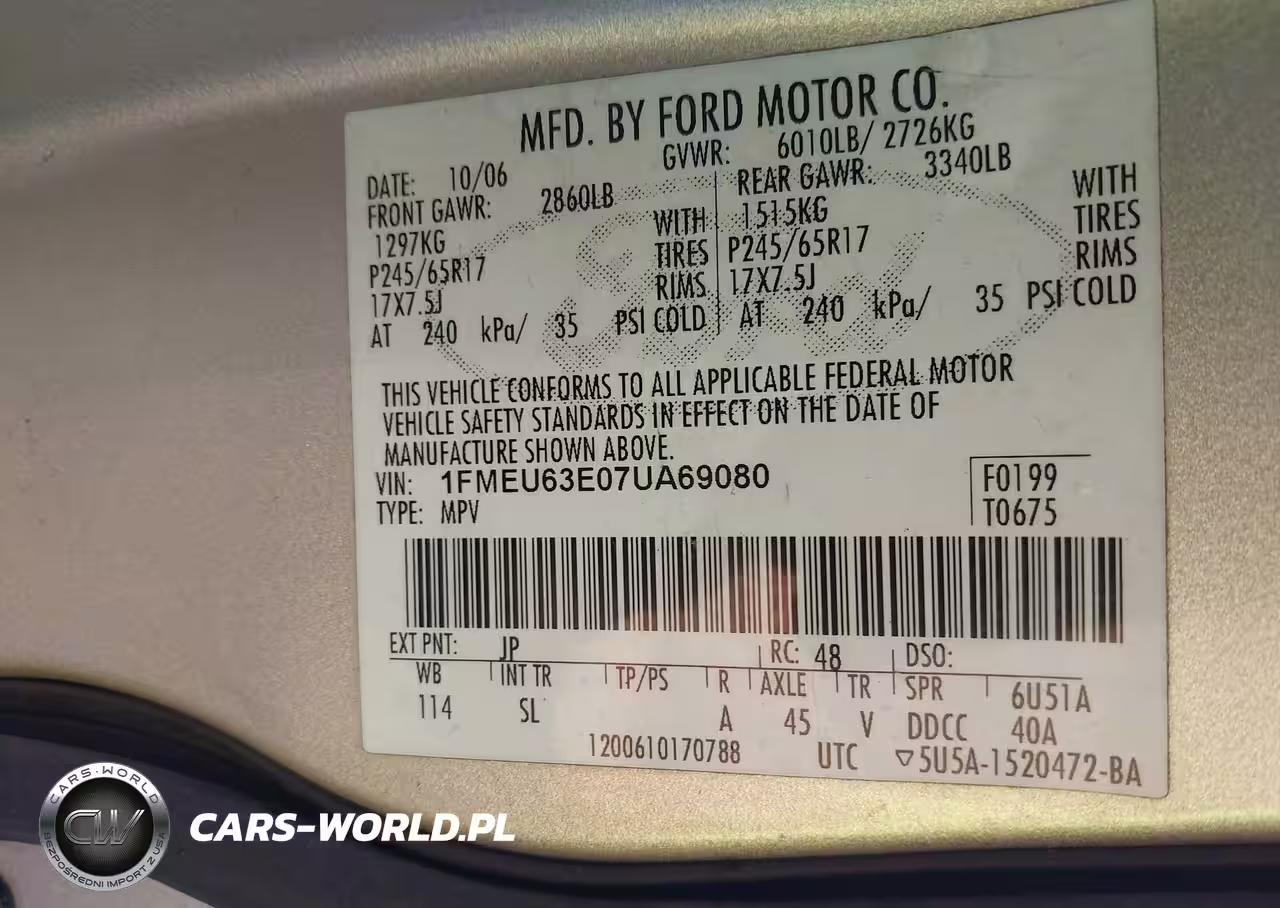 MFD. BY FORD MOTOR CO.
DATE: 10/06 GVWR: 6010LB/ 2726KG
FRONT GAWR: 2860LB REAR GAWR: 3340LB
1297KG WITH 1515KG WITH
P245/65R17 TIRES P245/65R17 TIRES
17X7.5J RIMS 17X7.5J RIMS
AT 240 kPa/ 35 PSI COLD AT 240 kPa/ 35 PSI COLD
THIS VEHICLE CONFORMS TO ALL APPLICABLE FEDERAL MOTOR
VEHICLE SAFETY STANDARDS IN EFFECT ON THE DATE OF
MANUFACTURE SHOWN ABOVE.
VIN: 1FMEU63E07UA69080 F0199
TYPE: MPV T0675
EXT PNT: JP RC: 48 DSO:
WB INT TR TP/PS R AXLE TR SPR 6U51A
114 SL A 45 V DDCC 40A
1200610170788 UTC ▽5U5A-1520472-BA
CARS-WORLD
CW
BEZPOŚREDNI IMPORT Z USA
CARS-WORLD.PL